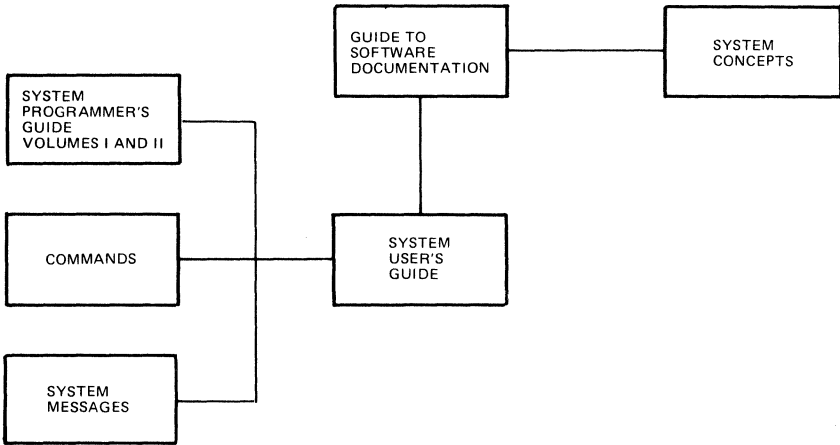 GUIDE TO
SOFTWARE
DOCUMENTATION
SYSTEM
CONCEPTS
SYSTEM
PROGRAMMER'S
GUIDE
VOLUMES I AND II
COMMANDS
SYSTEM
USER'S
GUIDE
SYSTEM
MESSAGES